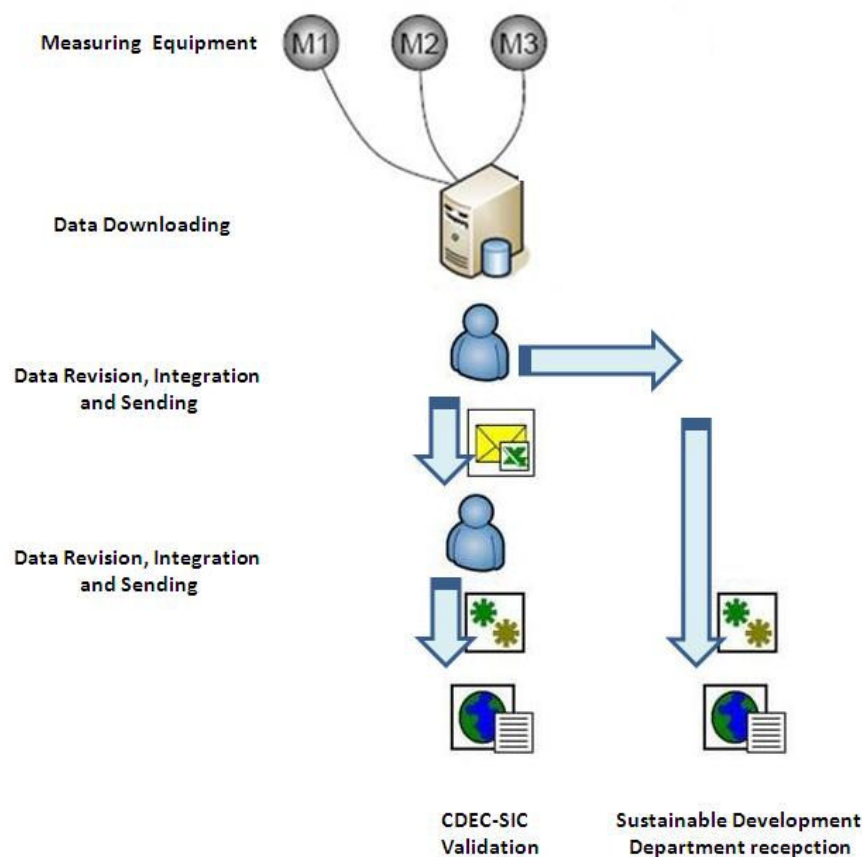 Measuring Equipment
M1
M2
M3
Data Downloading
Data Revision, Integration
and Sending
Data Revision, Integration
and Sending
CDEC-SIC
Validation
Sustainable Development
Department recepction